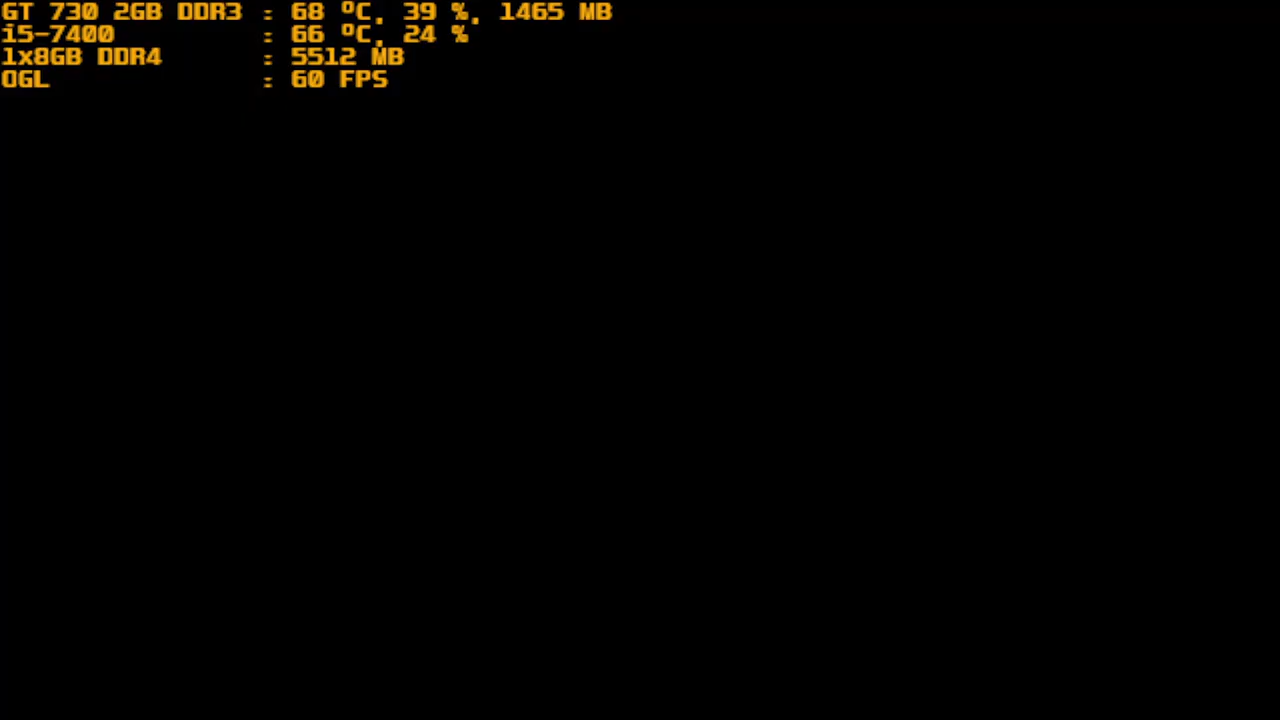 GT 730 2GB DDR3 : 68 ºC, 39 %, 1465 MB
i5-7400 : 66 ºC, 24 %
1x8GB DDR4 : 5512 MB
OGL : 60 FPS